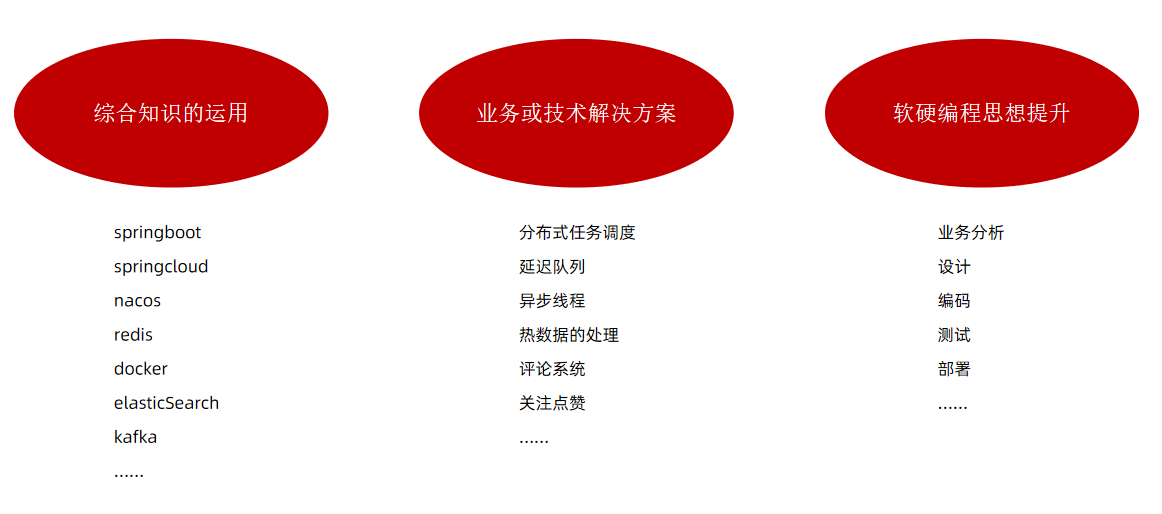 综合知识的运用
springboot
springcloud
nacos
redis
docker
elasticSearch
kafka
……
业务或技术解决方案
分布式任务调度
延迟队列
异步线程
热数据的处理
评论系统
关注点赞
……
软硬编程思想提升
业务分析
设计
编码
测试
部署
……